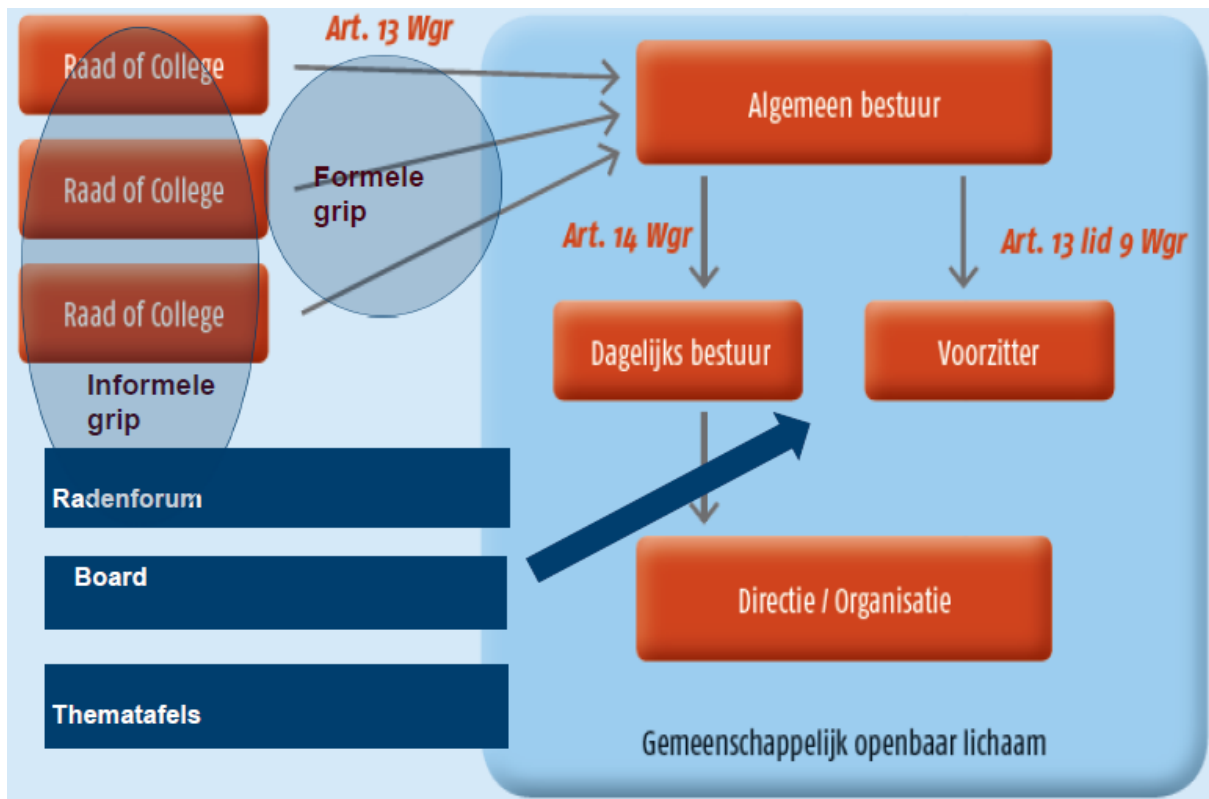 Art. 13 Wgr
Raad of College
Algemeen bestuur
Raad of College
Formele
grip
Art. 14 Wgr
Art. 13 lid 9 Wgr
Raad of College
Dagelijks bestuur
Voorzitter
Informele
grip
Radenforum
Board
Directie / Organisatie
Thematafels
Gemeenschappelijk openbaar lichaam